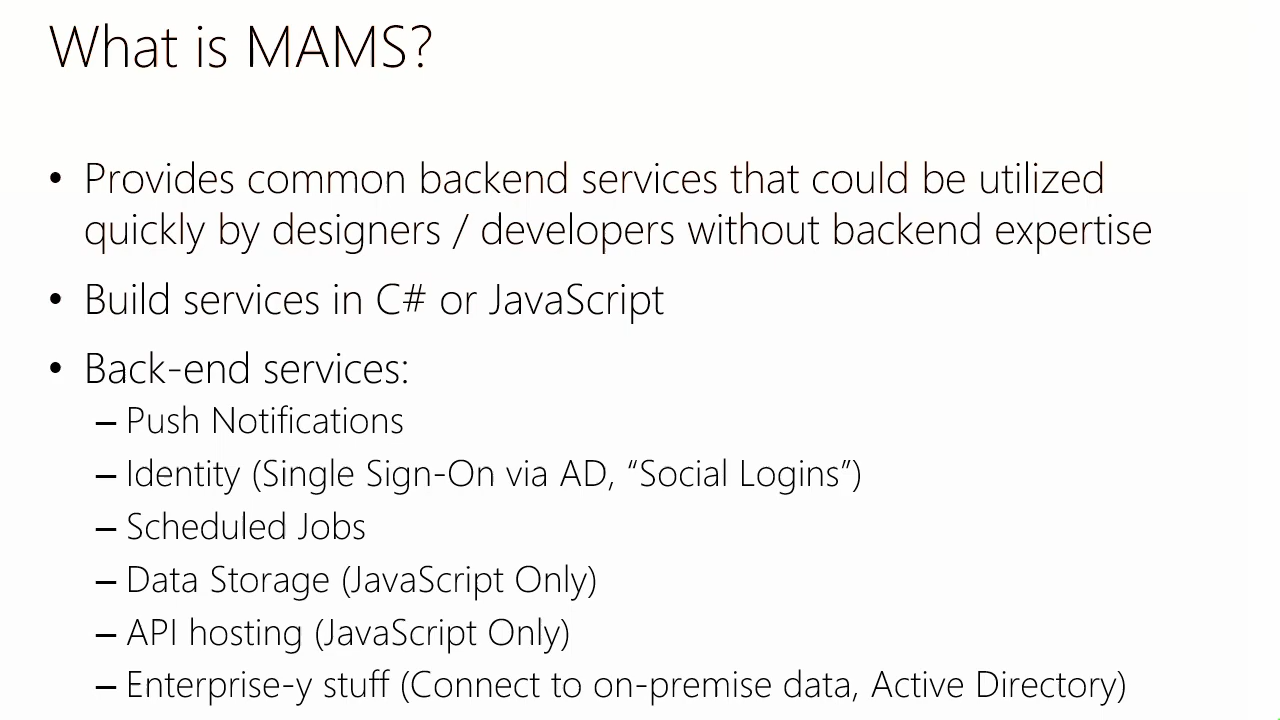 What is MAMS?
• Provides common backend services that could be utilized
quickly by designers / developers without backend expertise
• Build services in C# or JavaScript
• Back-end services:
– Push Notifications
– Identity (Single Sign-On via AD, “Social Logins”)
– Scheduled Jobs
– Data Storage (JavaScript Only)
– API hosting (JavaScript Only)
– Enterprise-y stuff (Connect to on-premise data, Active Directory)